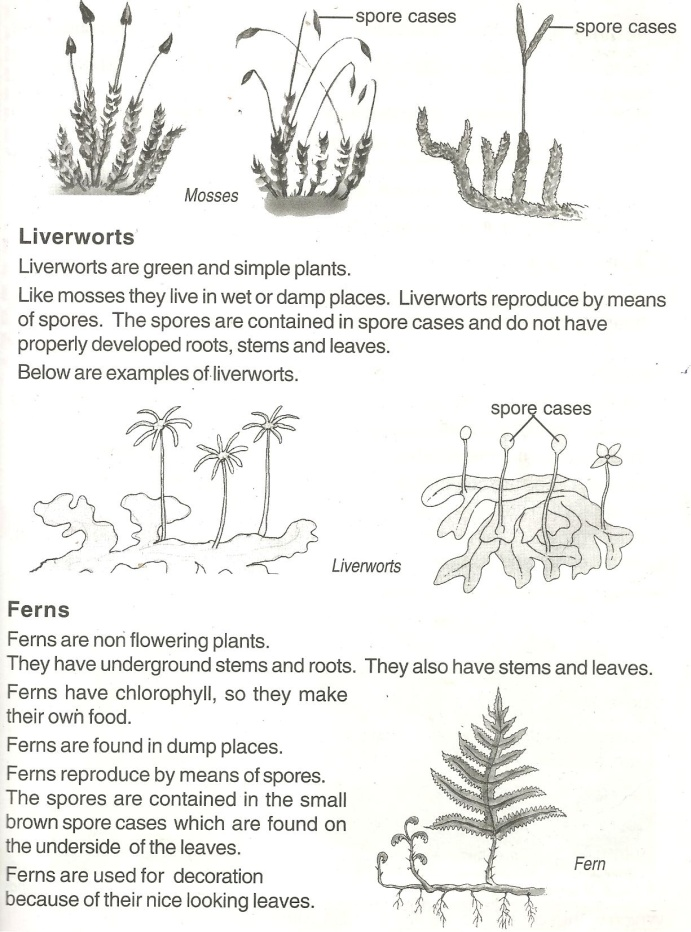 spore cases
spore cases
Mosses
Liverworts
Liverworts are green and simple plants.
Like mosses they live in wet or damp places. Liverworts reproduce by means
of spores. The spores are contained in spore cases and do not have
properly developed roots, stems and leaves.
Below are examples of liverworts.
spore cases
Liverworts
Ferns
Ferns are non flowering plants.
They have underground stems and roots. They also have stems and leaves.
Ferns have chlorophyll, so they make
their own food.
Ferns are found in dump places.
Ferns reproduce by means of spores.
The spores are contained in the small
brown spore cases which are found on
the underside of the leaves.
Ferns are used for decoration
because of their nice looking leaves.
Fern